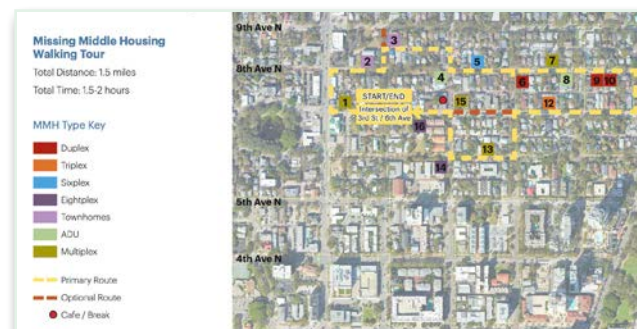 Missing Middle Housing
Walking Tour
Total Distance: 1.5 miles
Total Time: 1.5-2 hours
MMH Type Key
Duplex
Triplex
Sixplex
Eightplex
Townhomes
ADU
Multiplex
Primary Route
Optional Route
Cafe / Break
9th Ave N
3
2
5
7
8th Ave N
4
6
8
9
10
1
START/END
Intersection of
3rd St / 8th Ave
15
12
16
13
14
5th Ave N
4th Ave N